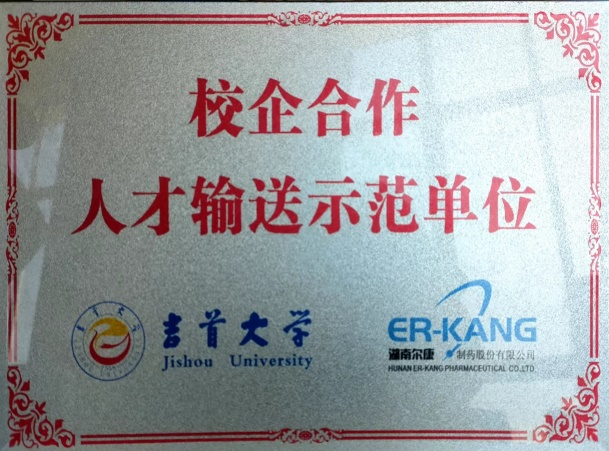 校企合作
人才输送示范单位
吉首大学
Jishou University
ER-KANG
湖南尔康 制药股份有限公司
HUNAN ER-KANG PHARMACEUTICAL CO.,LTD